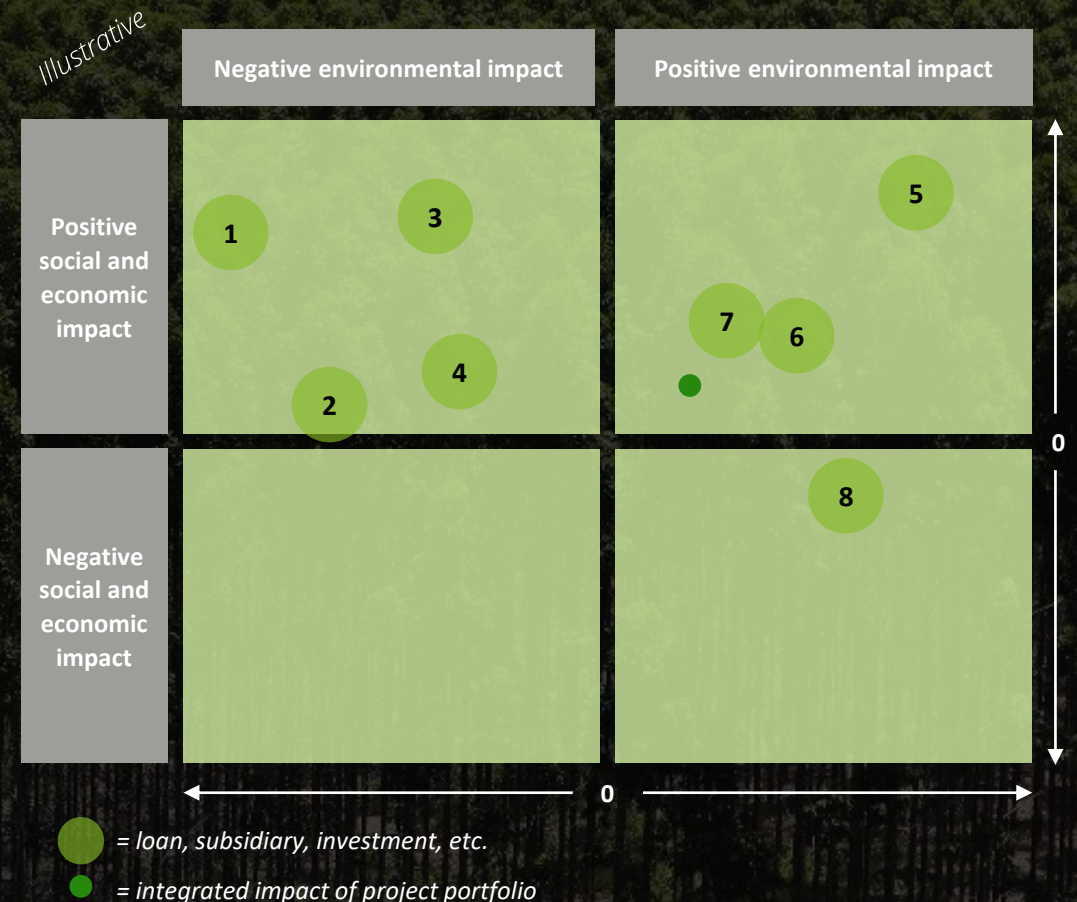 Illustrative
Negative environmental impact
Positive environmental impact
Positive
social and
economic
impact
1
3
5
7
6
4
2
0
Negative
social and
economic
impact
8
0
= loan, subsidiary, investment, etc.
= integrated impact of project portfolio